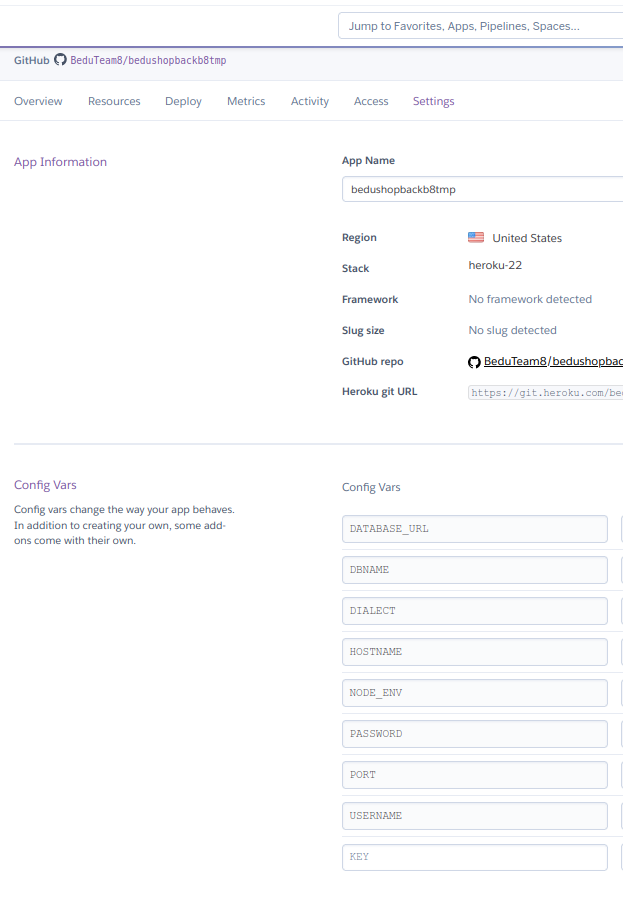 Jump to Favorites, Apps, Pipelines, Spaces...
GitHub BeduTeam8/bedushopbackb8tmp
Overview Resources Deploy Metrics Activity Access Settings
App Information
App Name
bedushopbackb8tmp
Region United States
Stack heroku-22
Framework No framework detected
Slug size No slug detected
GitHub repo BeduTeam8/bedushopbac
Heroku git URL https://git.heroku.com/be
Config Vars
Config vars change the way your app behaves.
In addition to creating your own, some add-
ons come with their own.
Config Vars
DATABASE_URL
DBNAME
DIALECT
HOSTNAME
NODE_ENV
PASSWORD
PORT
USERNAME
KEY